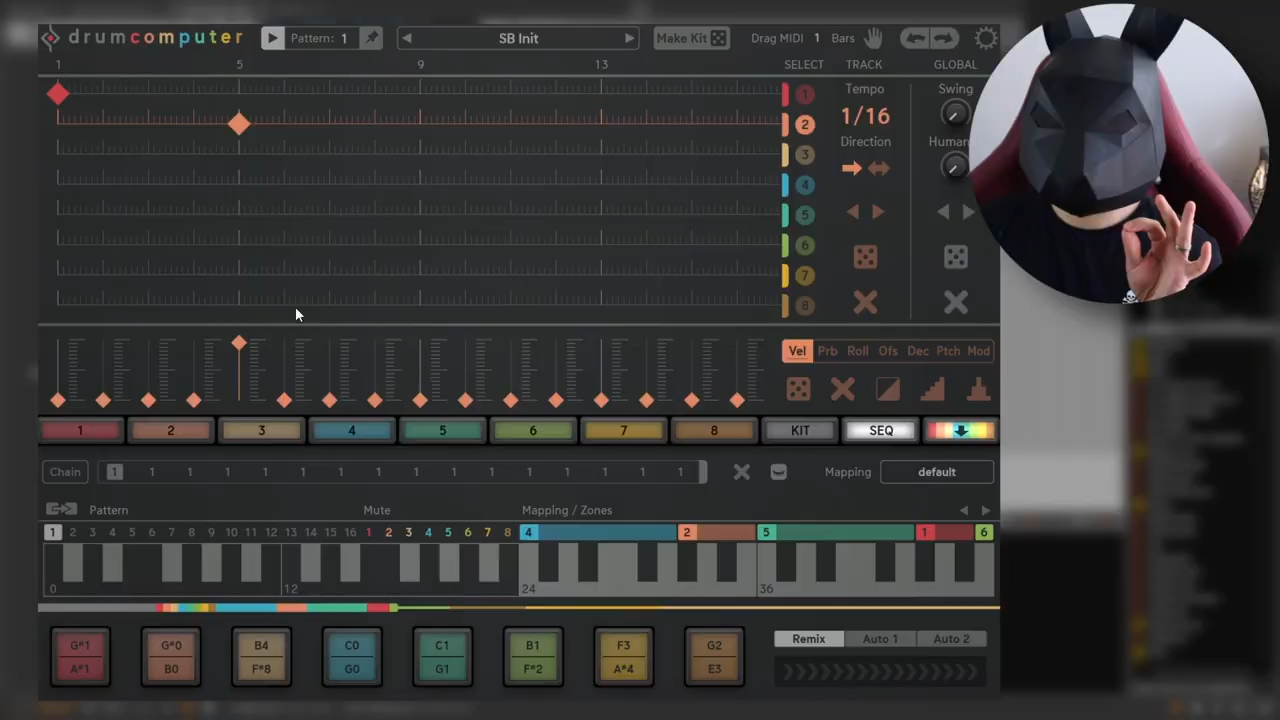 drumcomputer Pattern: 1 SB Init Make Kit Drag MIDI 1 Bars
1 5 9 13 SELECT TRACK GLOBAL
1 Tempo Swing
2 1/16
3 Direction Human
4
5
6
7
8
Vel Prb Roll Ofs Dec Ptch Mod
1 2 3 4 5 6 7 8 KIT SEQ
Chain 1 1 1 1 1 1 1 1 1 1 1 1 1 1 1 1 Mapping default
Pattern Mute Mapping / Zones
1 2 3 4 5 6 7 8 9 10 11 12 13 14 15 16 1 2 3 4 5 6 7 8 4 2 5 1 6
0 12 24 36
G#1 G#0 B4 C0 C1 B1 F3 G2 Remix Auto 1 Auto 2
A#1 B0 F#8 G0 G1 F#2 A#4 E3